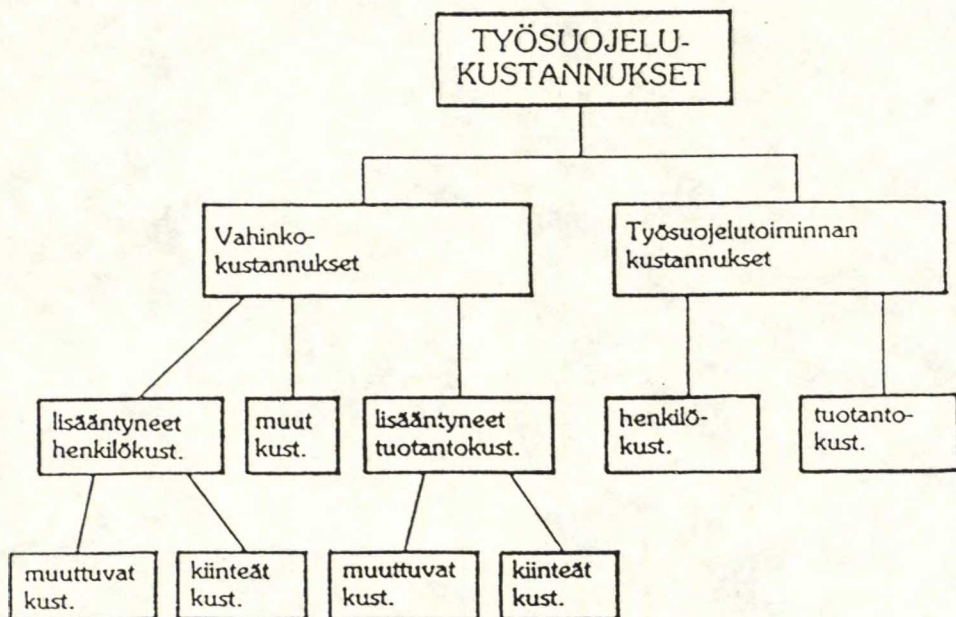 TYÖSUOJELU-
KUSTANNUKSET
Vahinko-
kustannukset
Työsuojelutoiminnan
kustannukset
lisääntyneet
henkilökust.
muut
kust.
lisääntyneet
tuotantokust.
henkilö-
kust.
tuotanto-
kust.
muuttuvat
kust.
kiinteät
kust.
muuttuvat
kust.
kiinteät
kust.